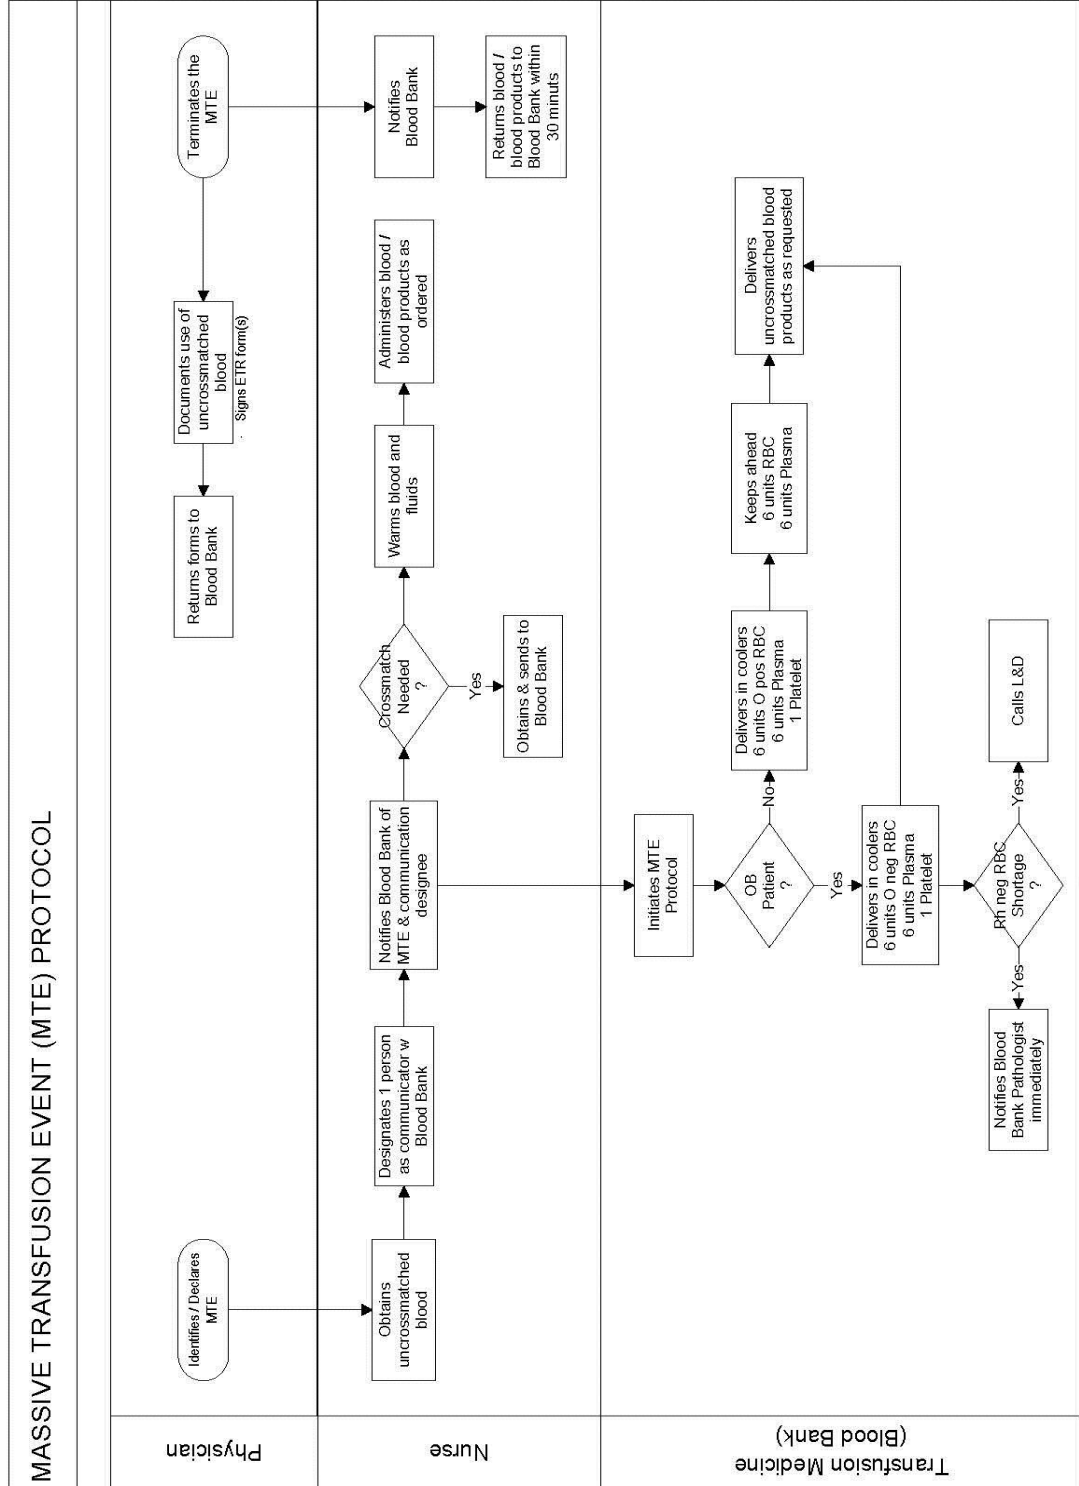 MASSIVE TRANSFUSION EVENT (MTE) PROTOCOL
Physician
Identifies / Declares
MTE
Returns forms to
Blood Bank
Documents use of
uncrossmatched
blood
. Signs ETR form(s)
Terminates the
MTE
Nurse
Obtains
uncrossmatched
blood
Designates 1 person
as communicator w
Blood Bank
Notifies Blood Bank of
MTE & communication
designee
Crossmatch
Needed
?
Yes
Obtains & sends to
Blood Bank
Warms blood and
fluids
Administers blood /
blood products as
ordered
Notifies
Blood Bank
Returns blood /
blood products to
Blood Bank within
30 minuts
Transfusion Medicine
(Blood Bank)
Initiates MTE
Protocol
OB
Patient
?
No
Delivers in coolers
6 units O pos RBC
6 units Plasma
1 Platelet
Keeps ahead
6 units RBC
6 units Plasma
Delivers
uncrossmatched blood
products as requested
Yes
Delivers in coolers
6 units O neg RBC
6 units Plasma
1 Platelet
Rh neg RBC
Shortage
?
Yes
Notifies Blood
Bank Pathologist
immediately
Yes
Calls L&D